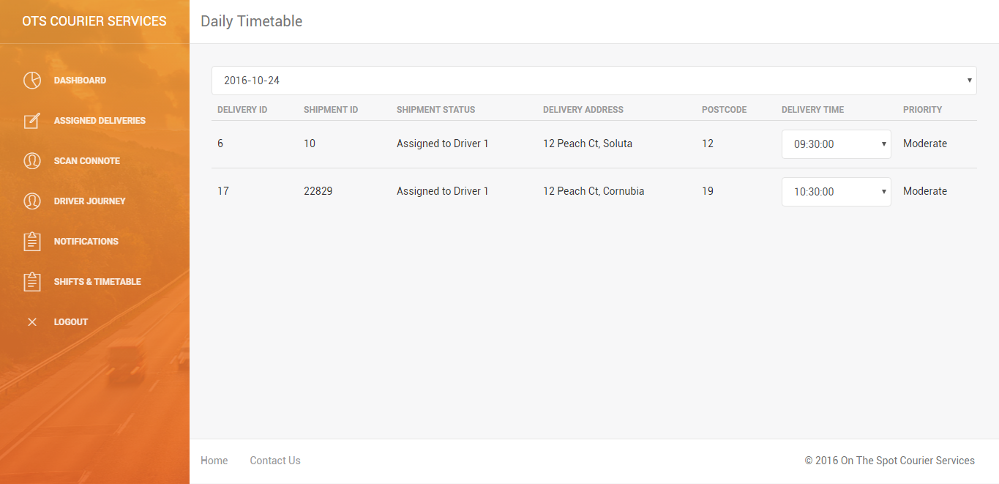 OTS COURIER SERVICES
Daily Timetable
DASHBOARD
ASSIGNED DELIVERIES
SCAN CONNOTE
DRIVER JOURNEY
NOTIFICATIONS
SHIFTS & TIMETABLE
LOGOUT
2016-10-24
DELIVERY ID SHIPMENT ID SHIPMENT STATUS DELIVERY ADDRESS POSTCODE DELIVERY TIME PRIORITY
6 10 Assigned to Driver 1 12 Peach Ct, Soluta 12 09:30:00 Moderate
17 22829 Assigned to Driver 1 12 Peach Ct, Cornubia 19 10:30:00 Moderate
Home Contact Us © 2016 On The Spot Courier Services